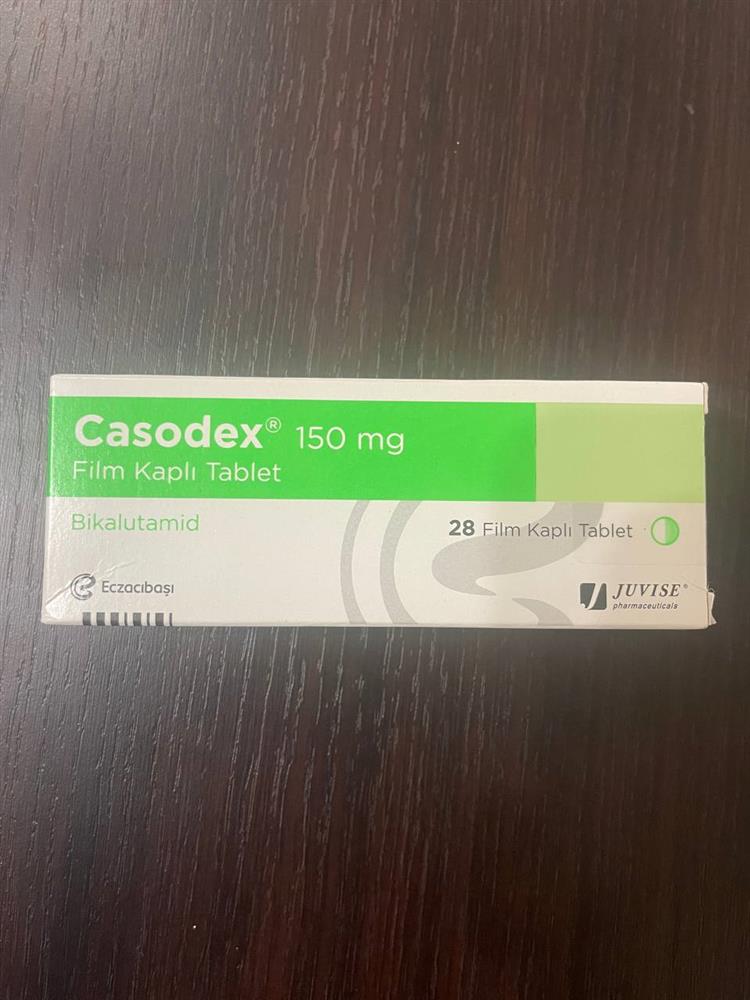 Casodex® 150 mg
Film Kaplı Tablet
Bikalutamid
28 Film Kaplı Tablet
Eczacıbaşı
JUVISE®
pharmaceuticals